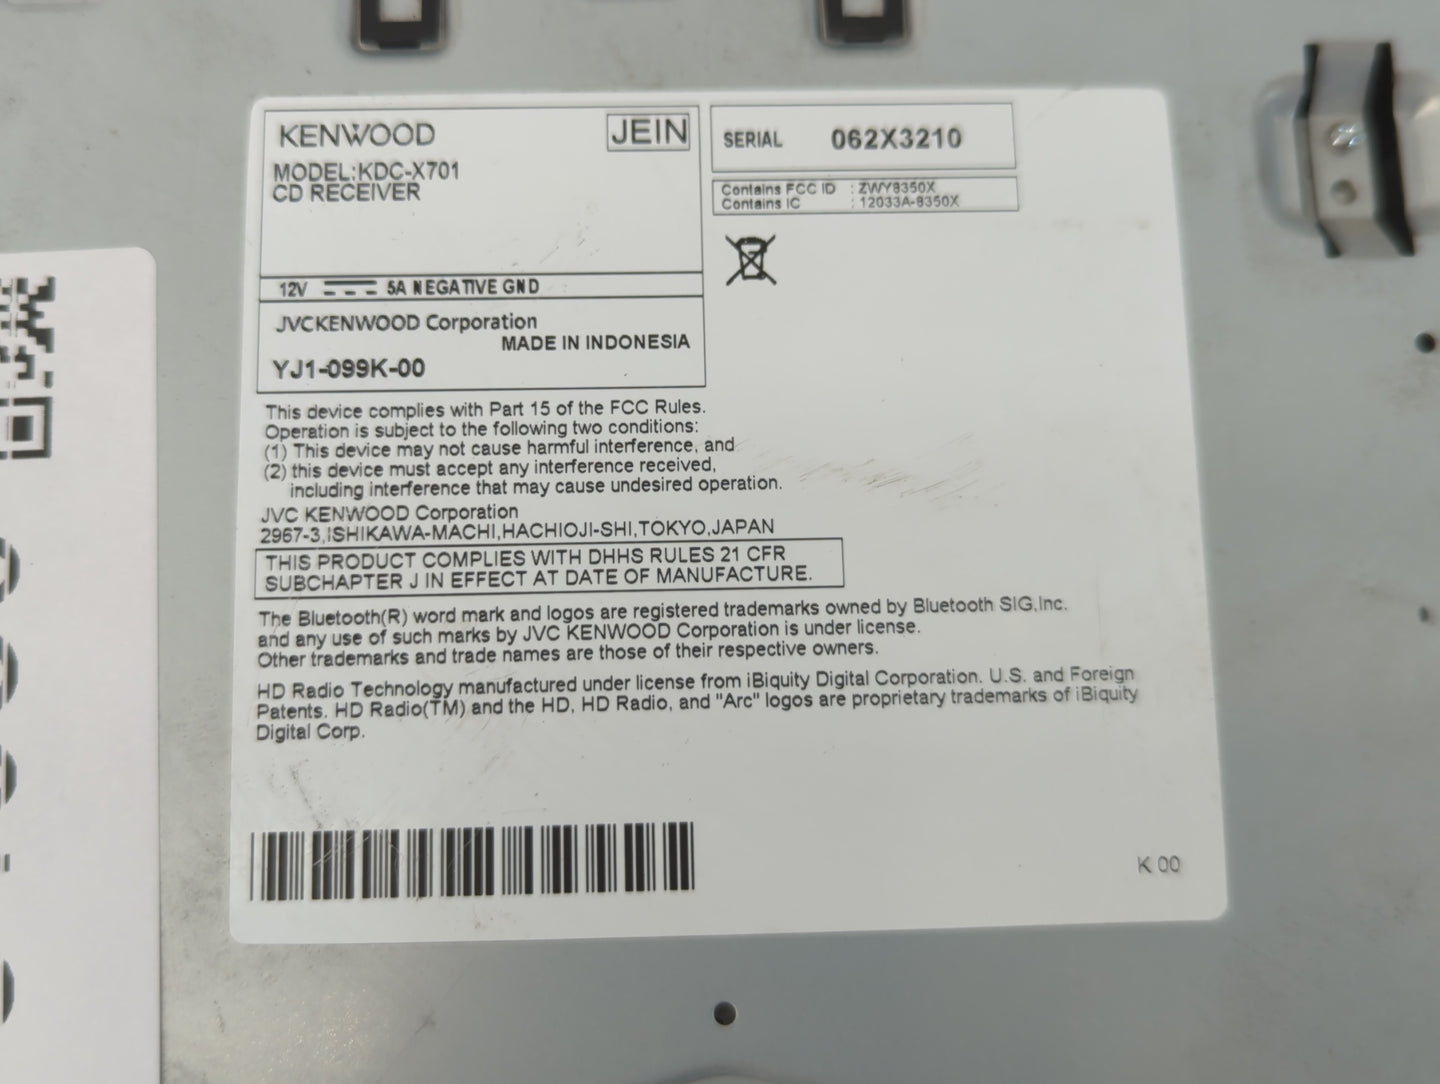 KENWOOD
JEIN
MODEL:KDC-X701
CD RECEIVER
SERIAL 062X3210
Contains FCC ID : ZWY8350X
Contains IC : 12033A-8350X
12V 5A NEGATIVE GND
JVCKENWOOD Corporation
MADE IN INDONESIA
YJ1-099K-00
This device complies with Part 15 of the FCC Rules.
Operation is subject to the following two conditions:
(1) This device may not cause harmful interference, and
(2) this device must accept any interference received,
including interference that may cause undesired operation.
JVC KENWOOD Corporation
2967-3,ISHIKAWA-MACHI,HACHIOJI-SHI,TOKYO,JAPAN
THIS PRODUCT COMPLIES WITH DHHS RULES 21 CFR
SUBCHAPTER J IN EFFECT AT DATE OF MANUFACTURE.
The Bluetooth(R) word mark and logos are registered trademarks owned by Bluetooth SIG,Inc.
and any use of such marks by JVC KENWOOD Corporation is under license.
Other trademarks and trade names are those of their respective owners.
HD Radio Technology manufactured under license from iBiquity Digital Corporation. U.S. and Foreign
Patents. HD Radio(TM) and the HD, HD Radio, and "Arc" logos are proprietary trademarks of iBiquity
Digital Corp.
K 00